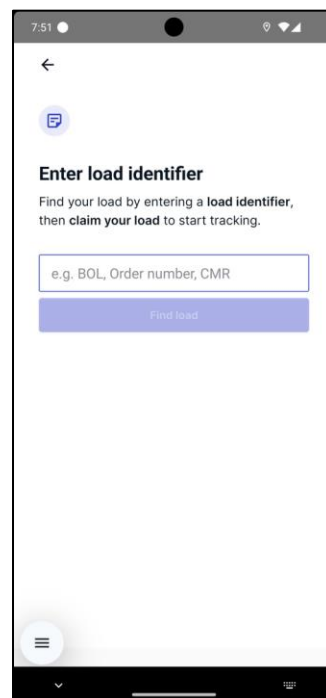 7:51
Enter load identifier
Find your load by entering a load identifier,
then claim your load to start tracking.
e.g. BOL, Order number, CMR
Find load